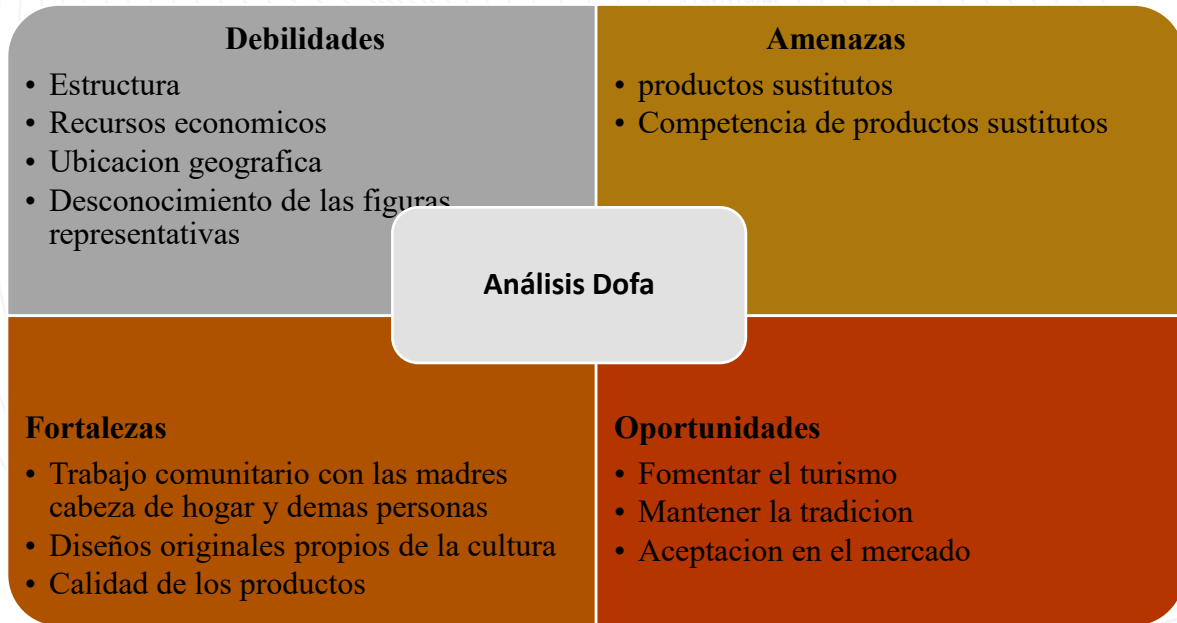 Debilidades
• Estructura
• Recursos economicos
• Ubicacion geografica
• Desconocimiento de las figuras
representativas
Amenazas
• productos sustitutos
• Competencia de productos sustitutos
Análisis Dofa
Fortalezas
• Trabajo comunitario con las madres
cabeza de hogar y demas personas
• Diseños originales propios de la cultura
• Calidad de los productos
Oportunidades
• Fomentar el turismo
• Mantener la tradicion
• Aceptacion en el mercado